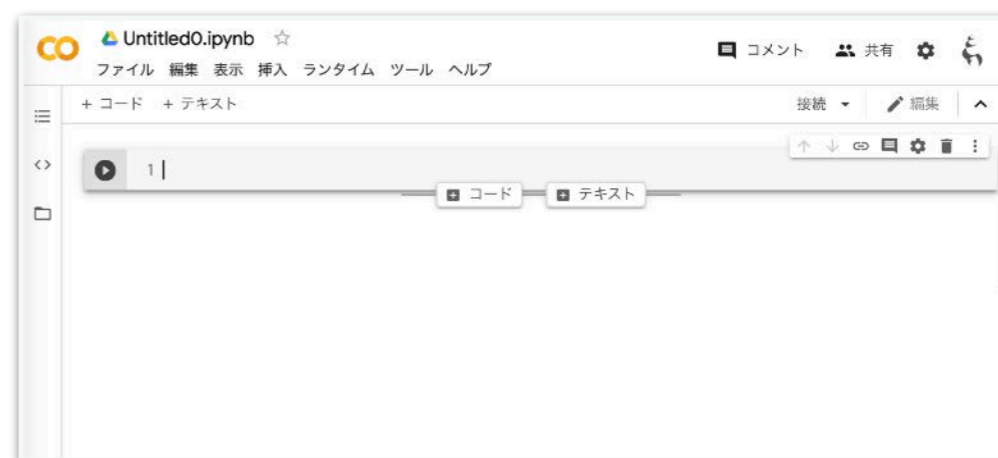 Untitled0.ipynb
コメント 共有
ファイル 編集 表示 挿入 ランタイム ツール ヘルプ
+ コード + テキスト 接続 編集
1
コード テキスト